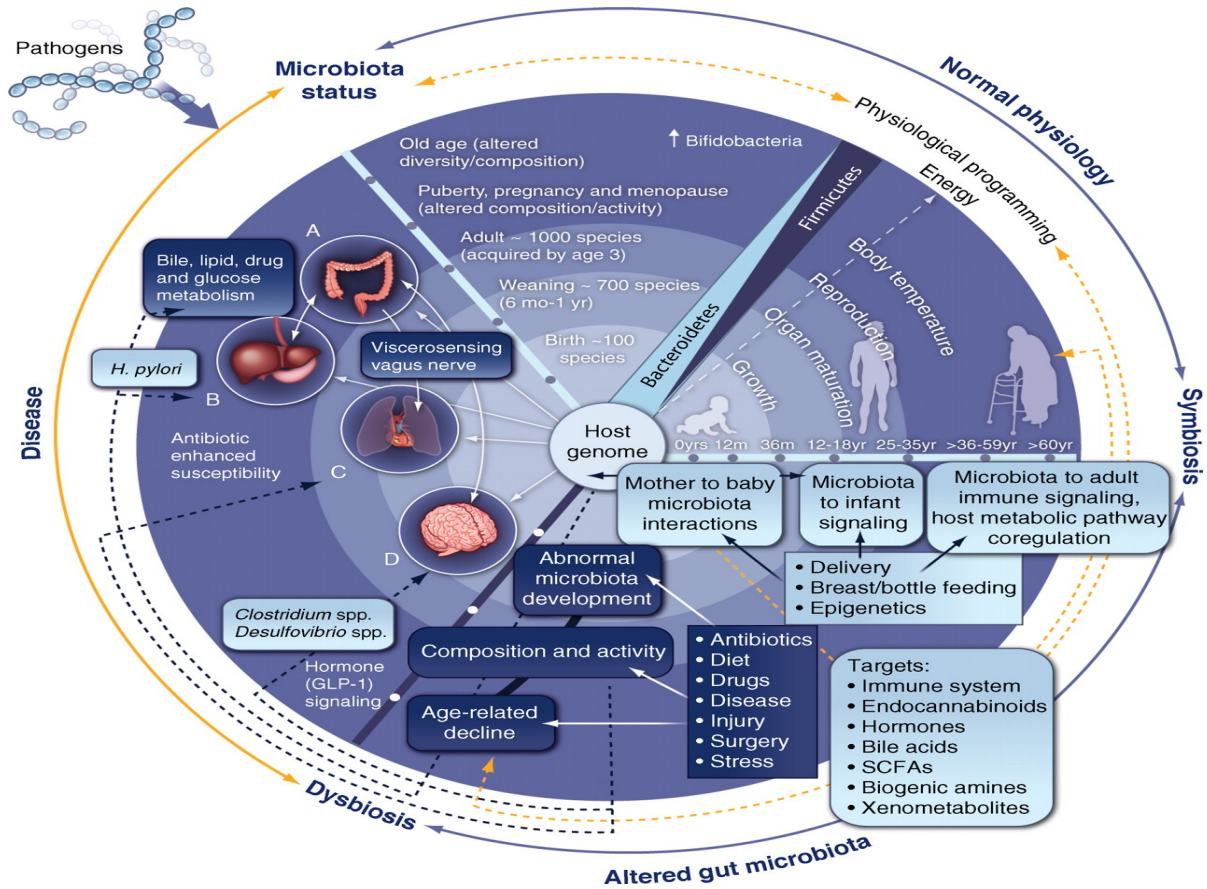 Pathogens
Microbiota
status
Normal physiology
Physiological programming
Energy
Old age (altered
diversity/composition)
↑ Bifidobacteria
Puberty, pregnancy and menopause
(altered composition/activity)
Adult ~ 1000 species
(acquired by age 3)
Weaning ~ 700 species
(6 mo-1 yr)
Birth ~100
species
Bacteroidetes
Firmicutes
Body temperature
Reproduction
Organ maturation
Growth
A
Bile, lipid, drug
and glucose
metabolism
Viscerosensing
vagus nerve
H. pylori
B
Disease
Antibiotic
enhanced
susceptibility
C
D
Host
genome
0yrs 12m 36m 12-18yr 25-35yr >36-59yr >60yr
Symbiosis
Mother to baby
microbiota
interactions
Microbiota
to infant
signaling
Microbiota to adult
immune signaling,
host metabolic pathway
coregulation
• Delivery
• Breast/bottle feeding
• Epigenetics
Abnormal
microbiota
development
Clostridium spp.
Desulfovibrio spp.
Composition and activity
Hormone
(GLP-1)
signaling
Age-related
decline
• Antibiotics
• Diet
• Drugs
• Disease
• Injury
• Surgery
• Stress
Targets:
• Immune system
• Endocannabinoids
• Hormones
• Bile acids
• SCFAs
• Biogenic amines
• Xenometabolites
Dysbiosis
Altered gut microbiota